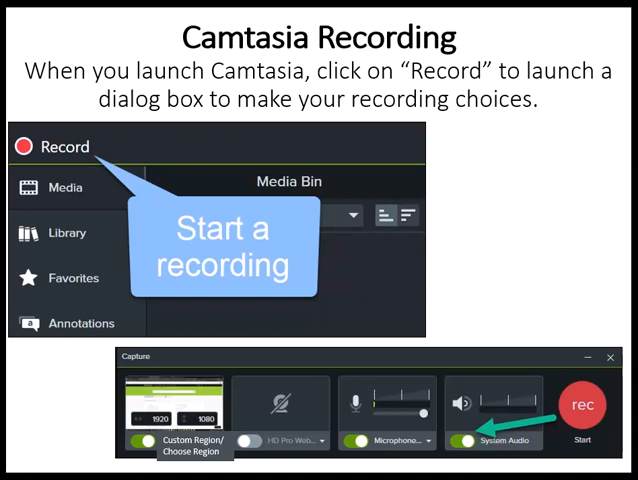 Camtasia Recording
When you launch Camtasia, click on “Record” to launch a
dialog box to make your recording choices.
Record
Media
Media Bin
Start a
recording
Library
Favorites
a
Annotations
Capture
1920
1080
rec
Custom Region/
Choose Region
HD Pro Web...
Microphone...
System Audio
Start